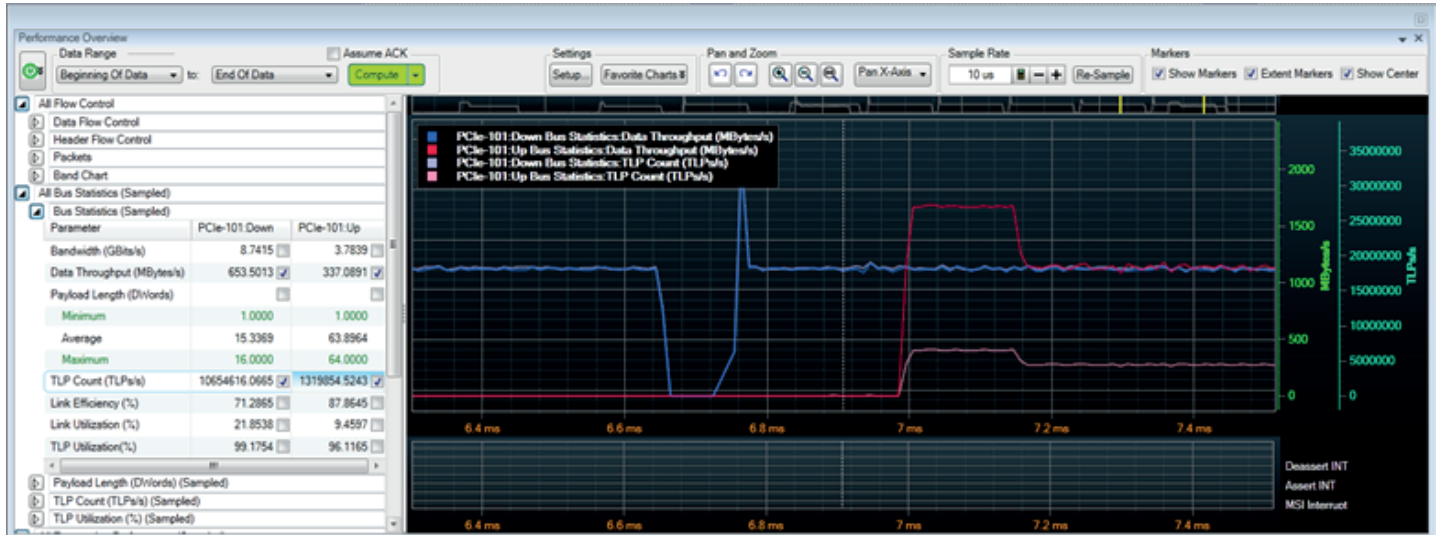 Performance Overview
Data Range
Assume ACK
Settings
Pan and Zoom
Sample Rate
Markers
Beginning Of Data to: End Of Data Compute Setup... Favorite Charts Pan X-Axis 10 us Re-Sample Show Markers Extent Markers Show Center
All Flow Control
Data Flow Control
Header Flow Control
Packets
Band Chart
All Bus Statistics (Sampled)
Bus Statistics (Sampled)
Parameter PCIe-101:Down PCIe-101:Up
Bandwidth (GBits/s) 8.7415 3.7839
Data Throughput (MBytes/s) 653.5013 337.0891
Payload Length (DWords)
Minimum 1.0000 1.0000
Average 15.3369 63.8964
Maximum 16.0000 64.0000
TLP Count (TLPs/s) 10654616.0665 1319854.5243
Link Efficiency (%) 71.2865 87.8645
Link Utilization (%) 21.8538 9.4597
TLP Utilization(%) 99.1754 96.1165
Payload Length (DWords) (Sampled)
TLP Count (TLPs/s) (Sampled)
TLP Utilization (%) (Sampled)
PCIe-101:Down Bus Statistics:Data Throughput (MBytes/s)
PCIe-101:Up Bus Statistics:Data Throughput (MBytes/s)
PCIe-101:Down Bus Statistics:TLP Count (TLPs/s)
PCIe-101:Up Bus Statistics:TLP Count (TLPs/s)
2000
1500
1000
500
0
MBytes/s
35000000
30000000
25000000
20000000
15000000
10000000
5000000
0
TLPs/s
6.4 ms 6.6 ms 6.8 ms 7 ms 7.2 ms 7.4 ms
Deassert INT
Assert INT
MSI Interrupt
6.4 ms 6.6 ms 6.8 ms 7 ms 7.2 ms 7.4 ms